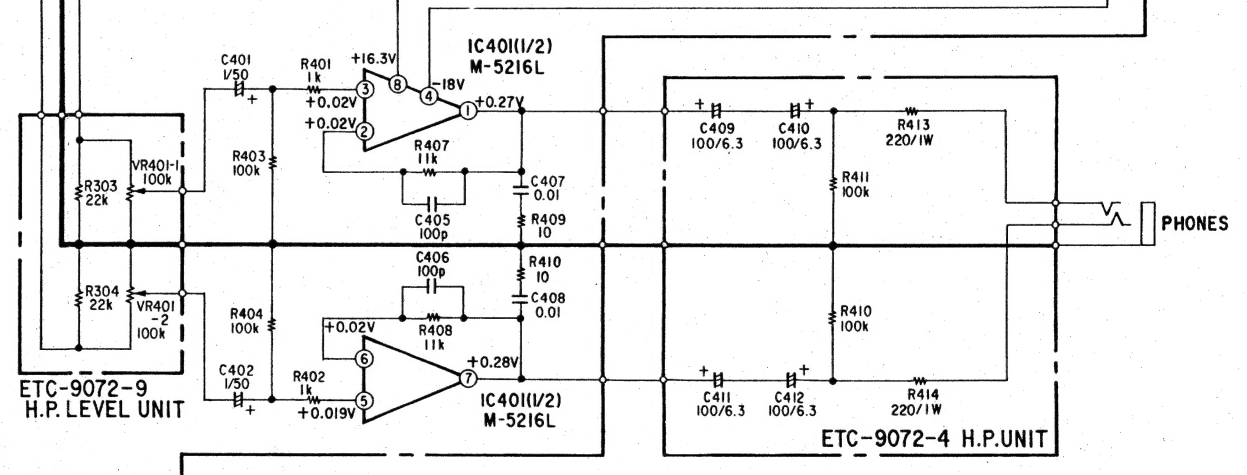 IC401(1/2)
M-5216L
C401
1/50
+
R401
1k
+16.3V
8
3
-18V
4
+0.02V
1
+0.27V
+0.02V
2
R407
11k
R403
100k
C405
100p
C407
0.01
R409
10
+
C409
100/6.3
+
C410
100/6.3
R413
220/1W
R411
100k
PHONES
R303
22k
VR401-1
100k
R304
22k
VR401
-2
100k
R404
100k
C406
100p
R410
10
C408
0.01
+0.02V
R408
11k
6
+0.28V
7
C402
1/50
+
R402
1k
5
+0.019V
IC401(1/2)
M-5216L
R410
100k
+
C411
100/6.3
+
C412
100/6.3
R414
220/1W
ETC-9072-9
H.P. LEVEL UNIT
ETC-9072-4 H.P.UNIT